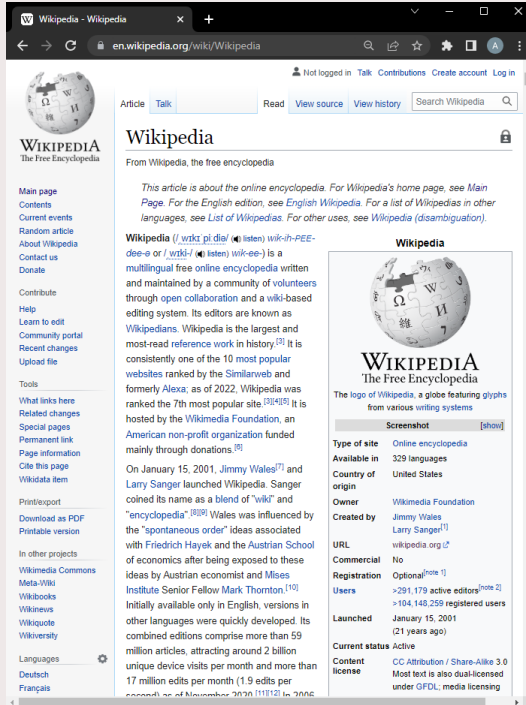 Wikipedia - Wikipedia
en.wikipedia.org/wiki/Wikipedia
A
Not logged in Talk Contributions Create account Log in
WIKIPEDIA
The Free Encyclopedia
Article Talk Read View source View history Search Wikipedia
Main page
Contents
Current events
Random article
About Wikipedia
Contact us
Donate
Contribute
Help
Learn to edit
Community portal
Recent changes
Upload file
Tools
What links here
Related changes
Special pages
Permanent link
Page information
Cite this page
Wikidata item
Print/export
Download as PDF
Printable version
In other projects
Wikimedia Commons
Meta-Wiki
Wikibooks
Wikinews
Wikiquote
Wikiversity
Languages
Deutsch
Français
Wikipedia
From Wikipedia, the free encyclopedia
This article is about the online encyclopedia. For Wikipedia's home page, see Main
Page. For the English edition, see English Wikipedia. For a list of Wikipedias in other
languages, see List of Wikipedias. For other uses, see Wikipedia (disambiguation).
Wikipedia (/ˌwɪkɪˈpiːdiə/ (listen) wik-ih-PEE-
dee-ə or /ˌwɪki-/ (listen) wik-ee-) is a
multilingual free online encyclopedia written
and maintained by a community of volunteers
through open collaboration and a wiki-based
editing system. Its editors are known as
Wikipedians. Wikipedia is the largest and
most-read reference work in history.[3] It is
consistently one of the 10 most popular
websites ranked by the Similarweb and
formerly Alexa; as of 2022, Wikipedia was
ranked the 7th most popular site.[3][4][5] It is
hosted by the Wikimedia Foundation, an
American non-profit organization funded
mainly through donations.[6]
On January 15, 2001, Jimmy Wales[7] and
Larry Sanger launched Wikipedia. Sanger
coined its name as a blend of "wiki" and
"encyclopedia".[8][9] Wales was influenced by
the "spontaneous order" ideas associated
with Friedrich Hayek and the Austrian School
of economics after being exposed to these
ideas by Austrian economist and Mises
Institute Senior Fellow Mark Thornton.[10]
Initially available only in English, versions in
other languages were quickly developed. Its
combined editions comprise more than 59
million articles, attracting around 2 billion
unique device visits per month and more than
17 million edits per month (1.9 edits per
second) as of November 2020.[11][12] In 2006,
Wikipedia
Ω W И 維
WIKIPEDIA
The Free Encyclopedia
The logo of Wikipedia, a globe featuring glyphs
from various writing systems
Screenshot [show]
Type of site Online encyclopedia
Available in 329 languages
Country of origin United States
Owner Wikimedia Foundation
Created by Jimmy Wales
Larry Sanger[1]
URL wikipedia.org
Commercial No
Registration Optional[note 1]
Users >291,179 active editors[note 2]
>104,148,259 registered users
Launched January 15, 2001
(21 years ago)
Current status Active
Content license CC Attribution / Share-Alike 3.0
Most text is also dual-licensed
under GFDL; media licensing